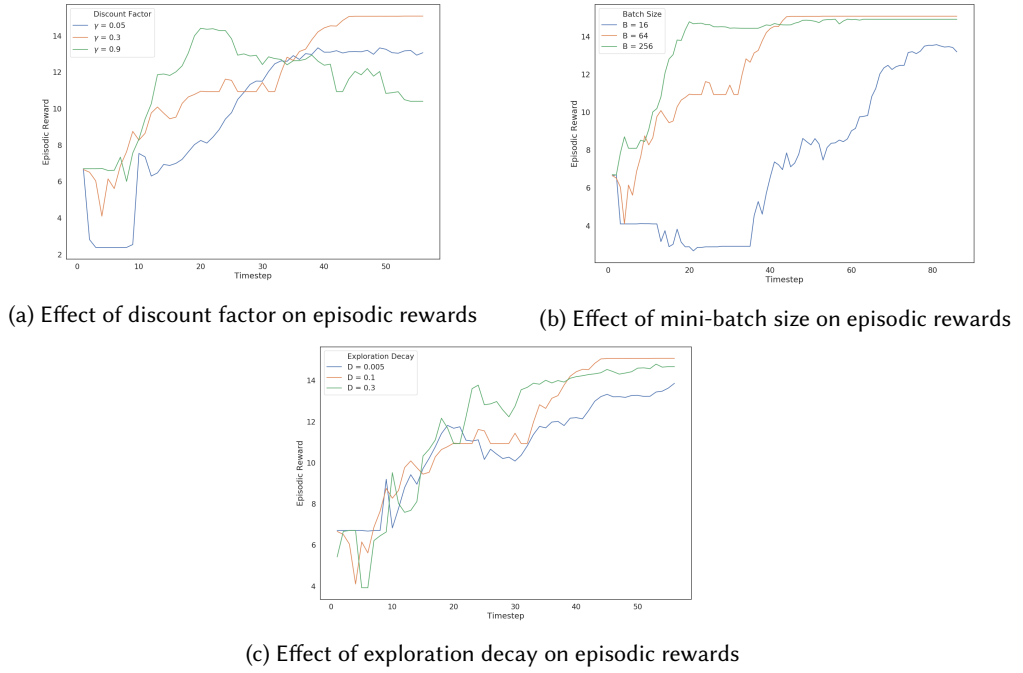 Discount Factor
γ = 0.05
γ = 0.3
γ = 0.9
14
12
10
8
6
4
2
Episodic Reward
0 10 20 30 40 50
Timestep
(a) Effect of discount factor on episodic rewards
Batch Size
B = 16
B = 64
B = 256
14
12
10
8
6
4
Episodic Reward
0 20 40 60 80
Timestep
(b) Effect of mini-batch size on episodic rewards
Exploration Decay
D = 0.005
D = 0.1
D = 0.3
14
12
10
8
6
4
Episodic Reward
0 10 20 30 40 50
Timestep
(c) Effect of exploration decay on episodic rewards